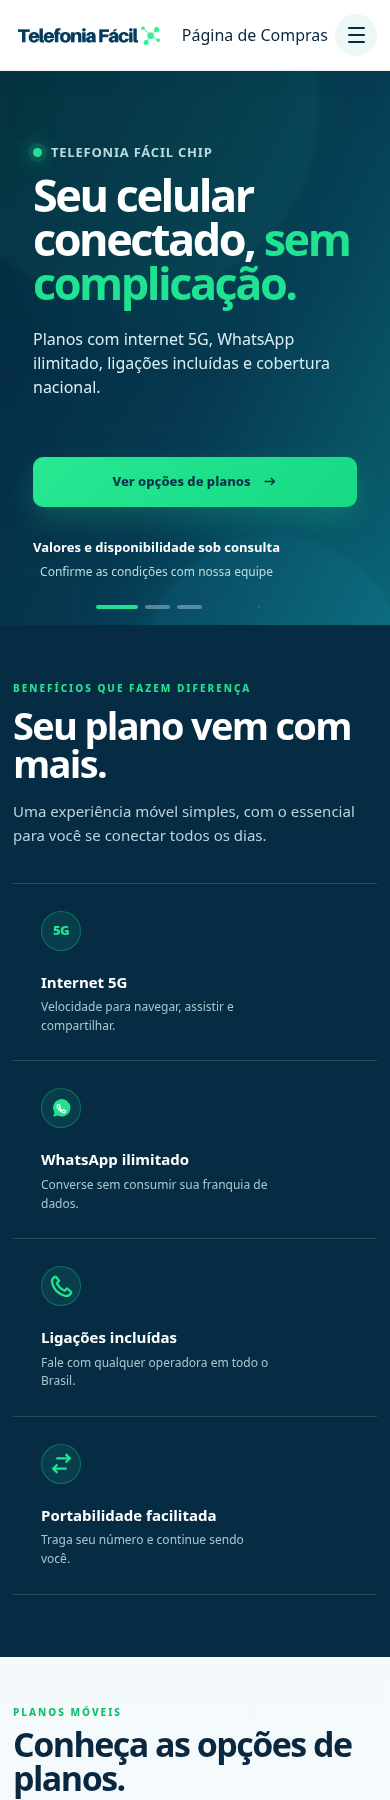 Telefonia Fácil
Página de Compras
TELEFONIA FÁCIL CHIP
Seu celular
conectado, sem
complicação.
Planos com internet 5G, WhatsApp
ilimitado, ligações incluídas e cobertura
nacional.
Ver opções de planos →
Valores e disponibilidade sob consulta
Confirme as condições com nossa equipe
BENEFÍCIOS QUE FAZEM DIFERENÇA
Seu plano vem com
mais.
Uma experiência móvel simples, com o essencial
para você se conectar todos os dias.
5G
Internet 5G
Velocidade para navegar, assistir e
compartilhar.
WhatsApp ilimitado
Converse sem consumir sua franquia de
dados.
Ligações incluídas
Fale com qualquer operadora em todo o
Brasil.
Portabilidade facilitada
Traga seu número e continue sendo
você.
PLANOS MÓVEIS
Conheça as opções de
planos.